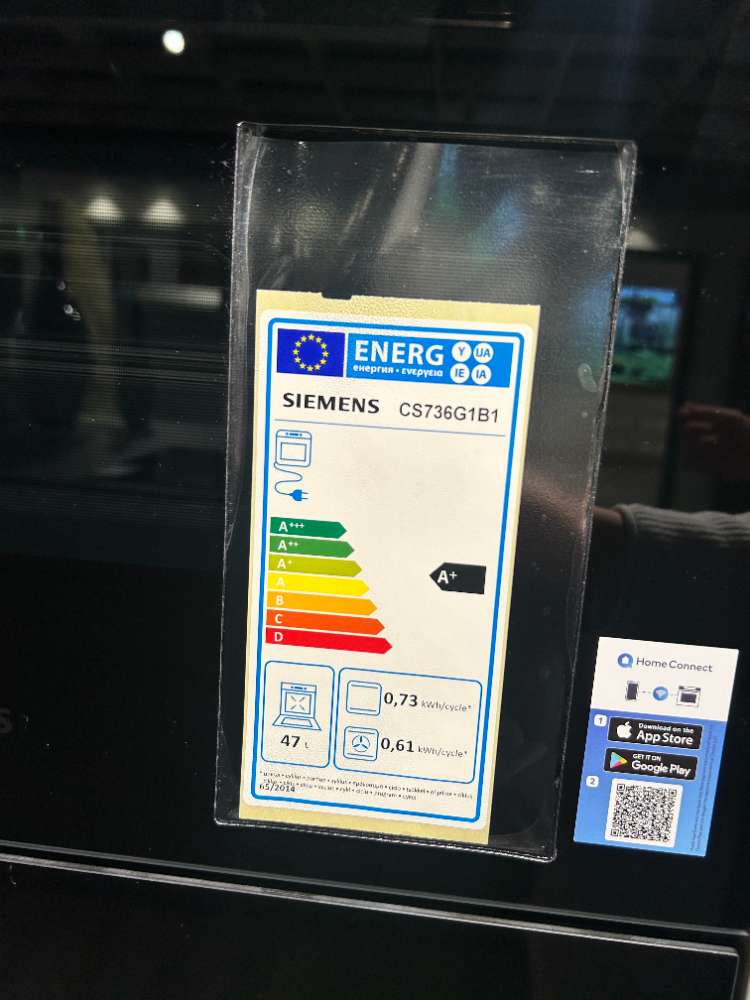 ENERG Y UA
енергия • ενεργεια IE IA
SIEMENS CS736G1B1
A+++
A++
A+
A
B
C
D
A+
47 L
0,73 kWh/cycle*
0,61 kWh/cycle*
65/2014
Home Connect
1
Download on the
App Store
GET IT ON
Google Play
2
S